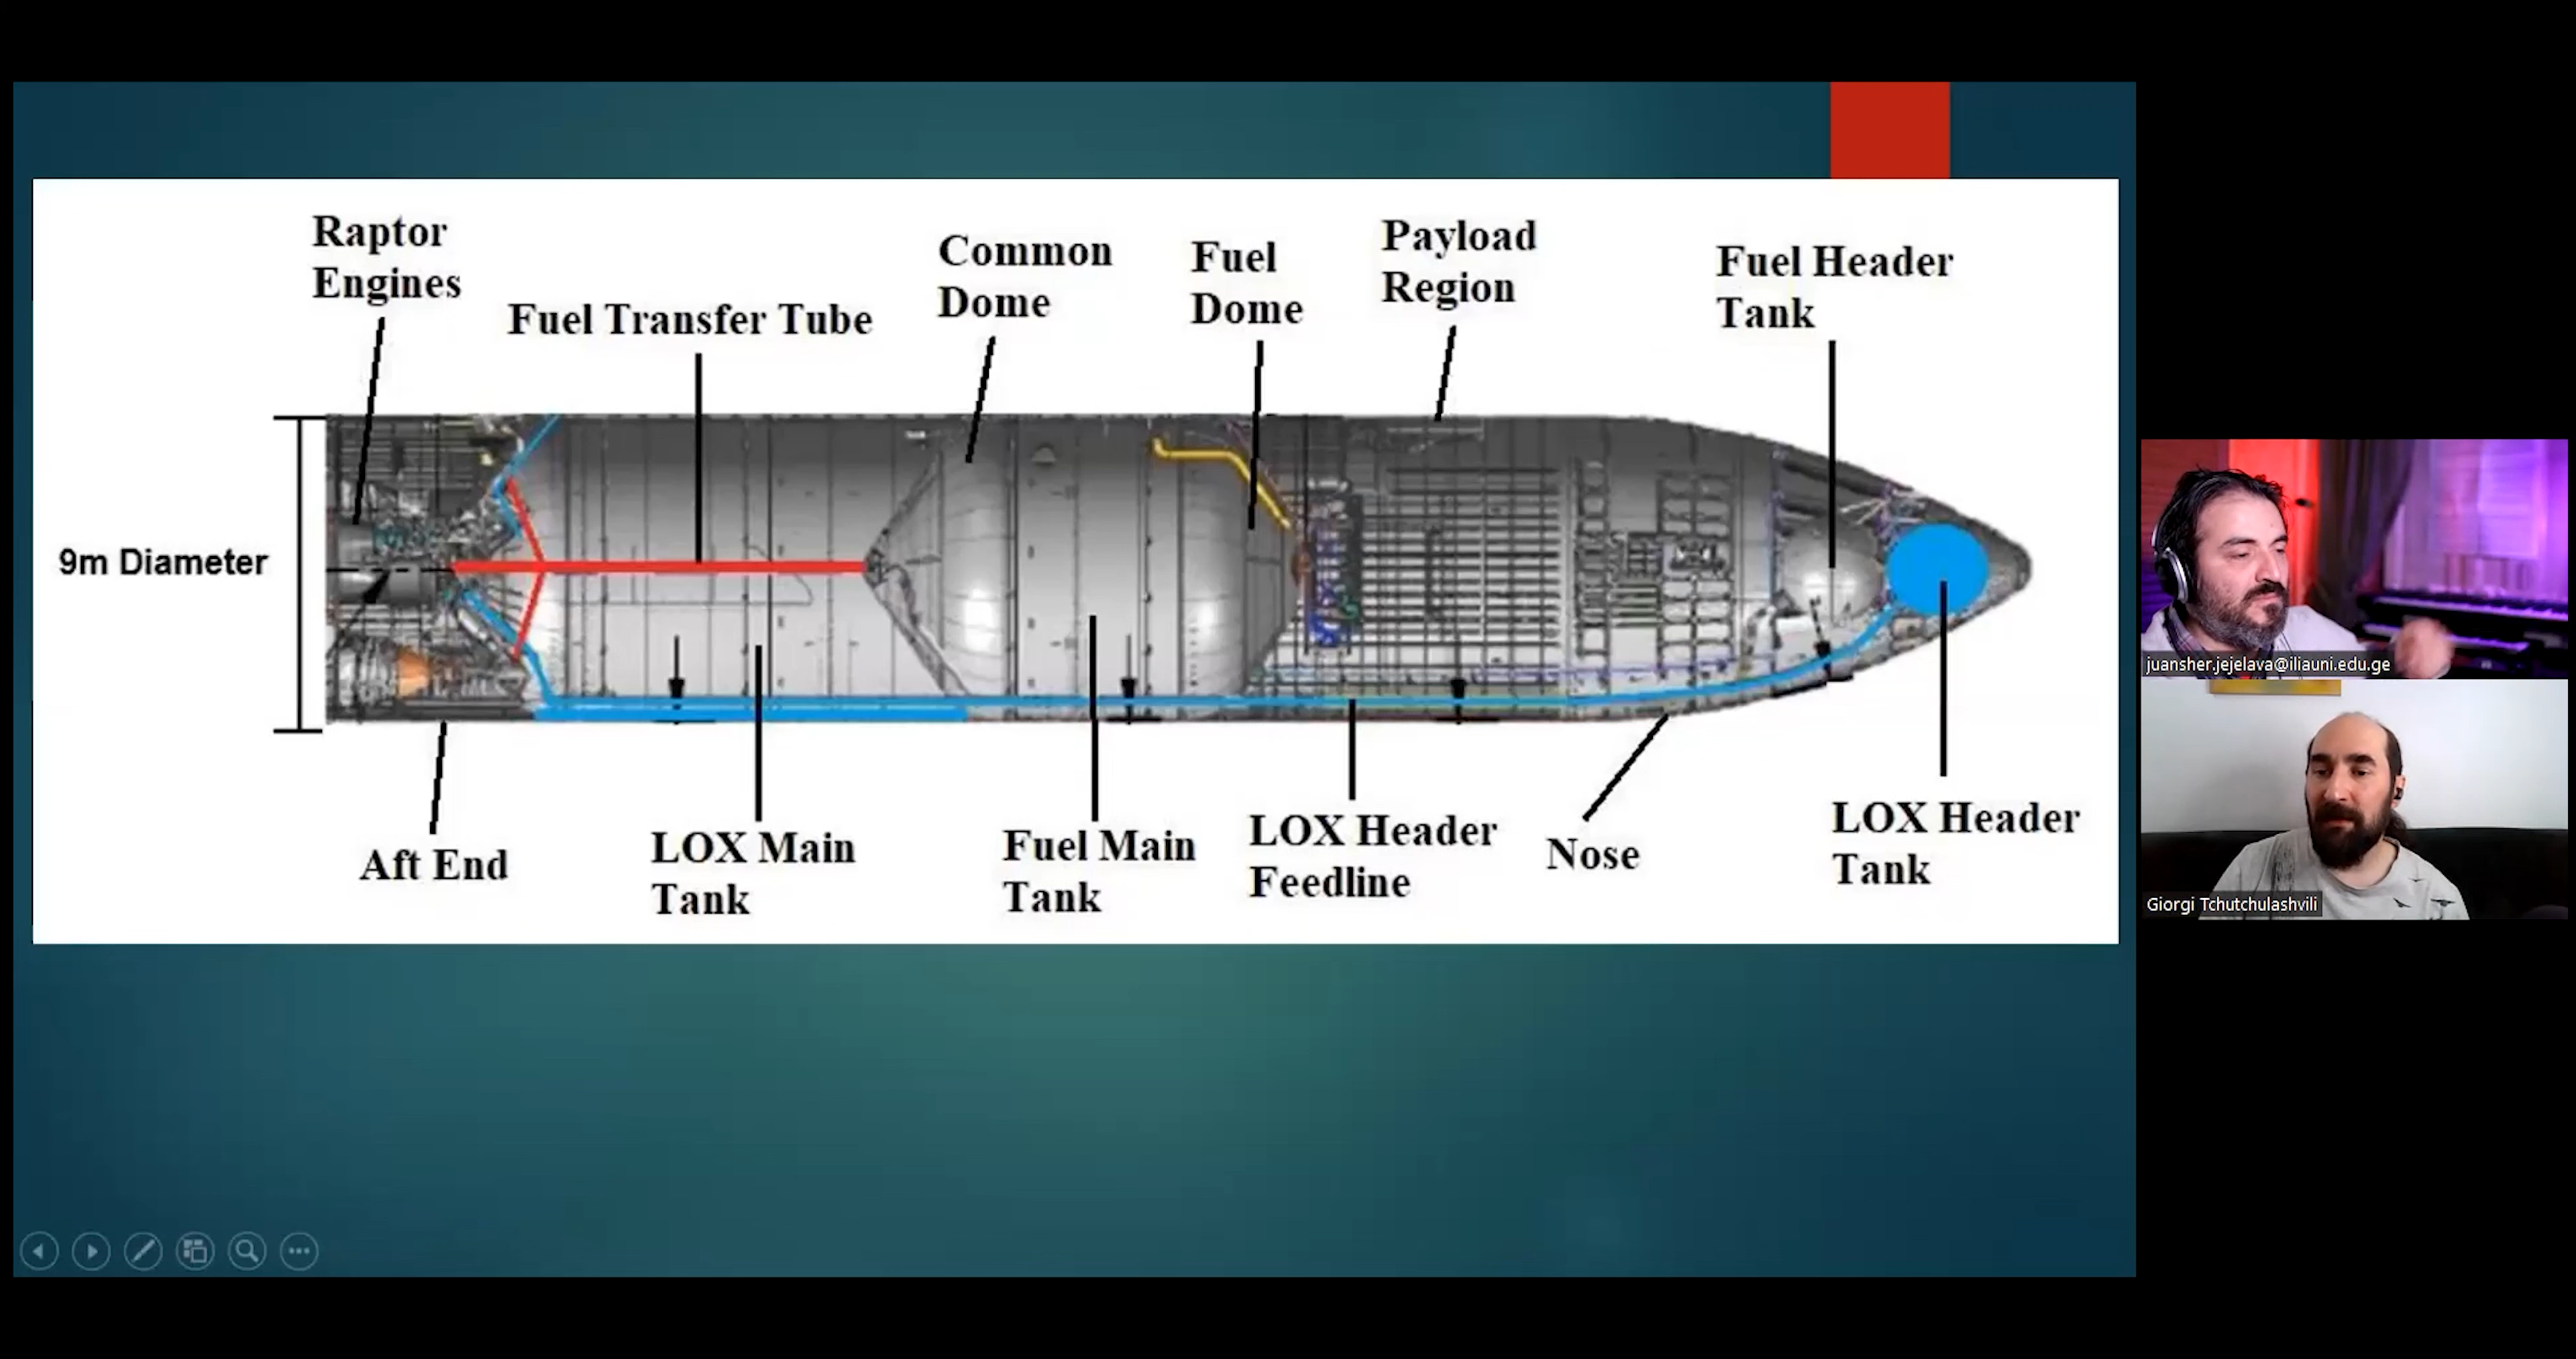 Raptor
Engines
Fuel Transfer Tube
Common
Dome
Fuel
Dome
Payload
Region
Fuel Header
Tank
9m Diameter
Aft End
LOX Main
Tank
Fuel Main
Tank
LOX Header
Feedline
Nose
LOX Header
Tank
juansher.jejelava@iliauni.edu.ge
Giorgi Tchutchulashvili